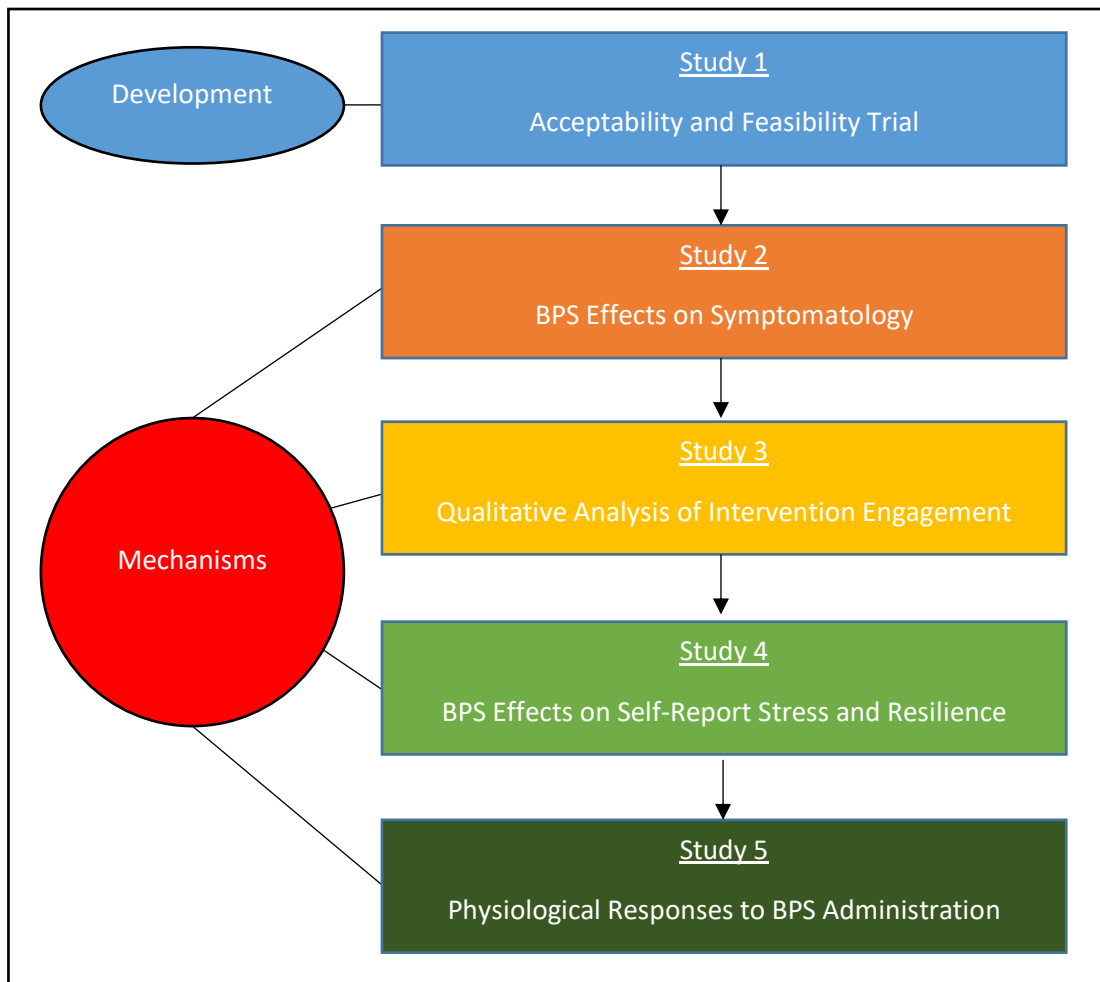 Development
Study 1
Acceptability and Feasibility Trial
Study 2
BPS Effects on Symptomatology
Study 3
Qualitative Analysis of Intervention Engagement
Mechanisms
Study 4
BPS Effects on Self-Report Stress and Resilience
Study 5
Physiological Responses to BPS Administration